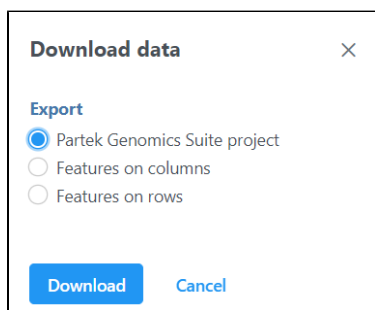 Download data
Export
Partek Genomics Suite project
Features on columns
Features on rows
Download Cancel